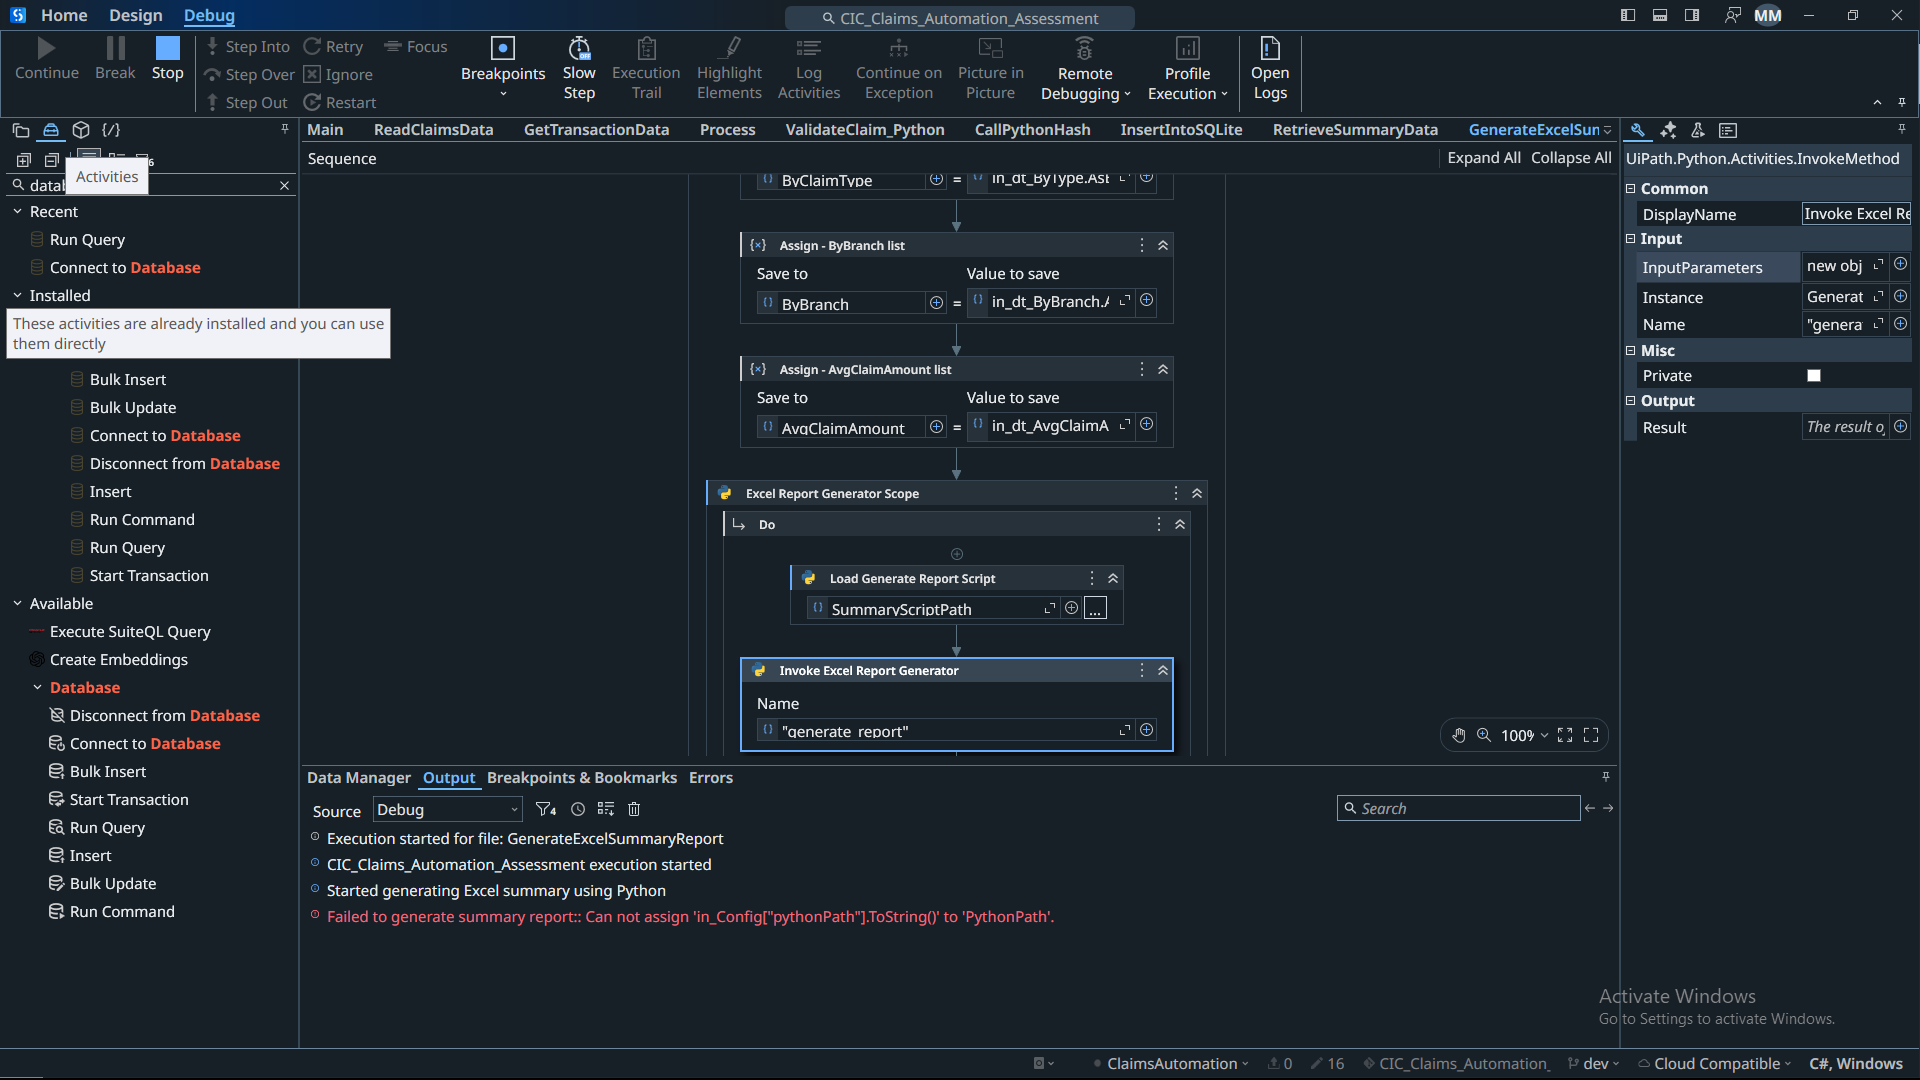 Home Design Debug
CIC_Claims_Automation_Assessment
MM
Continue Break Stop
Step Into Retry Focus
Step Over Ignore
Step Out Restart
Breakpoints
Slow Step
Execution Trail
Highlight Elements
Log Activities
Continue on Exception
Picture in Picture
Remote Debugging
Profile Execution
Open Logs
Main ReadClaimsData GetTransactionData Process ValidateClaim_Python CallPythonHash InsertIntoSQLite RetrieveSummaryData GenerateExcelSun
Sequence
Expand All Collapse All
Activities
Recent
Run Query
Connect to Database
Installed
These activities are already installed and you can use
them directly
Bulk Insert
Bulk Update
Connect to Database
Disconnect from Database
Insert
Run Command
Run Query
Start Transaction
Available
Execute SuiteQL Query
Create Embeddings
Database
Disconnect from Database
Connect to Database
Bulk Insert
Start Transaction
Run Query
Insert
Bulk Update
Run Command
ByClaimType = in_dt_ByType.Ast
Assign - ByBranch list
Save to Value to save
ByBranch = in_dt_ByBranch.A
Assign - AvgClaimAmount list
Save to Value to save
AvgClaimAmount = in_dt_AvgClaimA
Excel Report Generator Scope
Do
Load Generate Report Script
SummaryScriptPath ...
Invoke Excel Report Generator
Name
"generate_report"
100%
UiPath.Python.Activities.InvokeMethod
Common
DisplayName Invoke Excel Re
Input
InputParameters new obj
Instance Generat
Name "genera
Misc
Private
Output
Result The result o
Data Manager Output Breakpoints & Bookmarks Errors
Source Debug 4 Search
Execution started for file: GenerateExcelSummaryReport
CIC_Claims_Automation_Assessment execution started
Started generating Excel summary using Python
Failed to generate summary report:: Can not assign 'in_Config["pythonPath"].ToString()' to 'PythonPath'.
Activate Windows
Go to Settings to activate Windows.
ClaimsAutomation 0 16 CIC_Claims_Automation_ dev Cloud Compatible C#, Windows